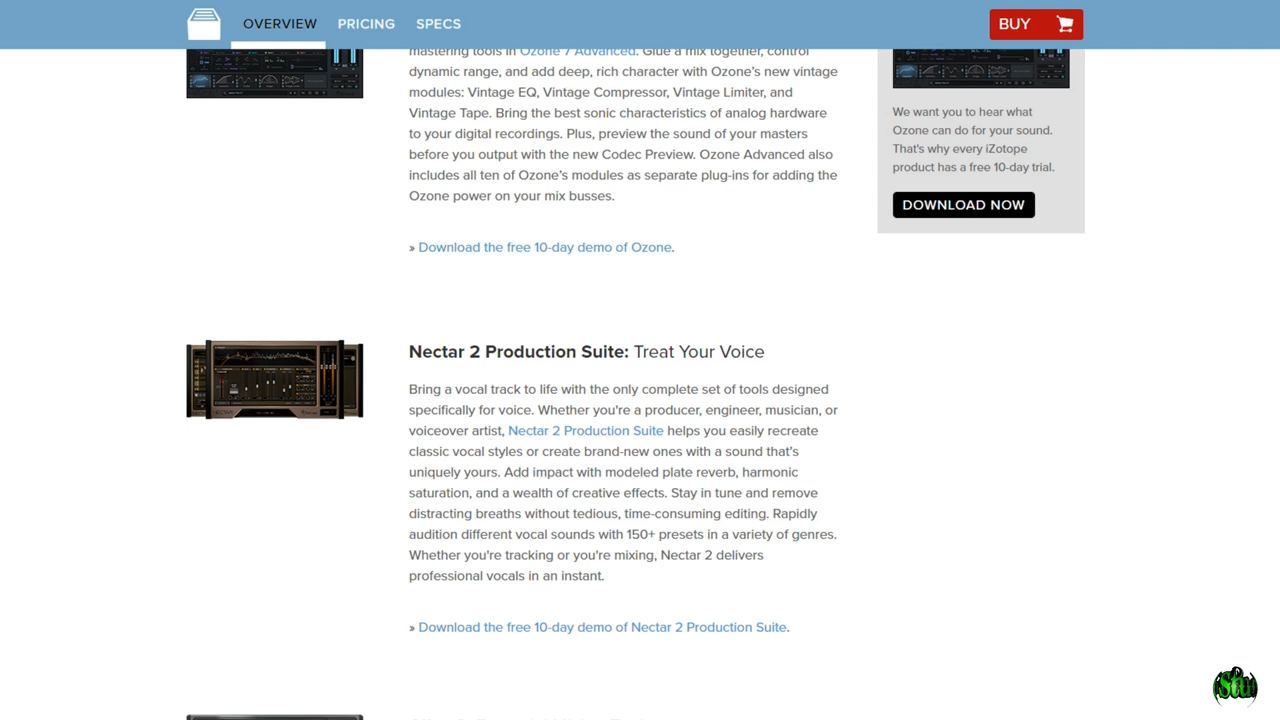 OVERVIEW PRICING SPECS BUY
mastering tools in Ozone 7 Advanced. Glue a mix together, control
dynamic range, and add deep, rich character with Ozone's new vintage
modules: Vintage EQ, Vintage Compressor, Vintage Limiter, and
Vintage Tape. Bring the best sonic characteristics of analog hardware
to your digital recordings. Plus, preview the sound of your masters
before you output with the new Codec Preview. Ozone Advanced also
includes all ten of Ozone's modules as separate plug-ins for adding the
Ozone power on your mix busses.
» Download the free 10-day demo of Ozone.
We want you to hear what
Ozone can do for your sound.
That's why every iZotope
product has a free 10-day trial.
DOWNLOAD NOW
Nectar 2 Production Suite: Treat Your Voice
Bring a vocal track to life with the only complete set of tools designed
specifically for voice. Whether you're a producer, engineer, musician, or
voiceover artist, Nectar 2 Production Suite helps you easily recreate
classic vocal styles or create brand-new ones with a sound that's
uniquely yours. Add impact with modeled plate reverb, harmonic
saturation, and a wealth of creative effects. Stay in tune and remove
distracting breaths without tedious, time-consuming editing. Rapidly
audition different vocal sounds with 150+ presets in a variety of genres.
Whether you're tracking or you're mixing, Nectar 2 delivers
professional vocals in an instant.
» Download the free 10-day demo of Nectar 2 Production Suite.